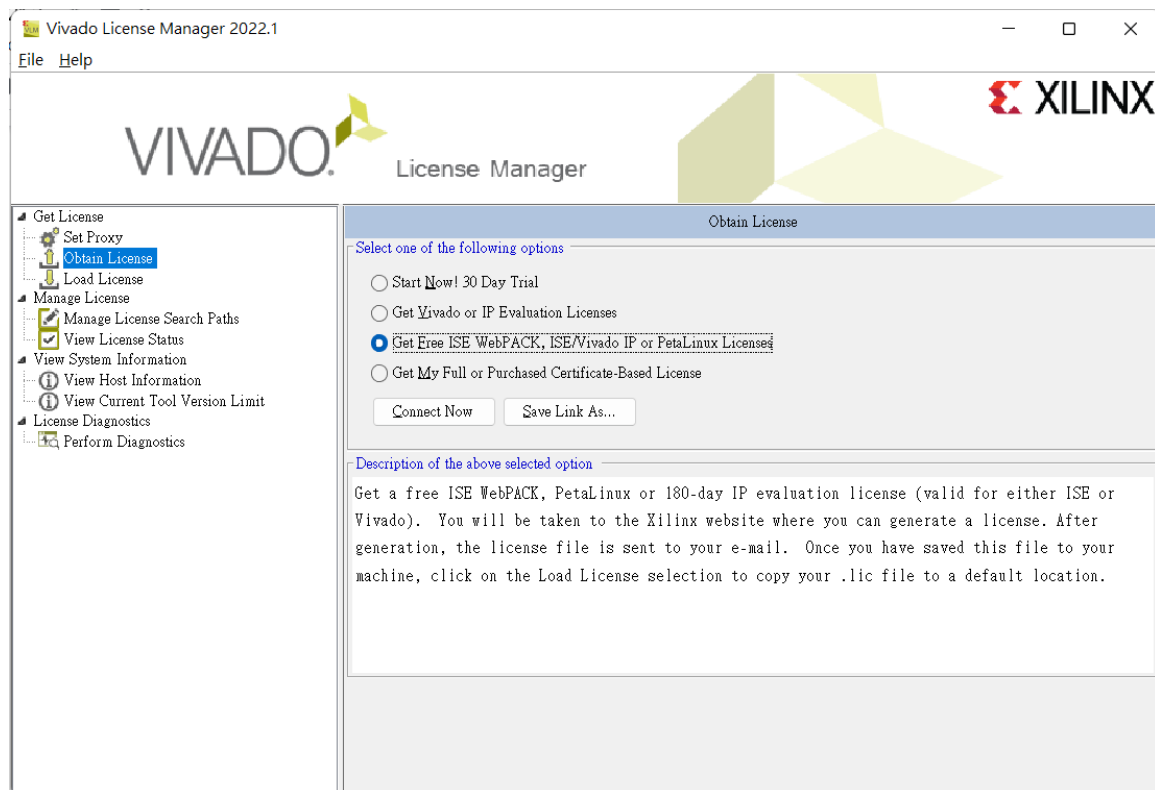 Vivado License Manager 2022.1
File Help
VIVADO. License Manager
XILINX
Get License
Set Proxy
Obtain License
Load License
Manage License
Manage License Search Paths
View License Status
View System Information
View Host Information
View Current Tool Version Limit
License Diagnostics
Perform Diagnostics
Obtain License
Select one of the following options
Start Now! 30 Day Trial
Get Vivado or IP Evaluation Licenses
Get Free ISE WebPACK, ISE/Vivado IP or PetaLinux Licenses
Get My Full or Purchased Certificate-Based License
Connect Now Save Link As...
Description of the above selected option
Get a free ISE WebPACK, PetaLinux or 180-day IP evaluation license (valid for either ISE or
Vivado).  You will be taken to the Xilinx website where you can generate a license. After
generation, the license file is sent to your e-mail.  Once you have saved this file to your
machine, click on the Load License selection to copy your .lic file to a default location.